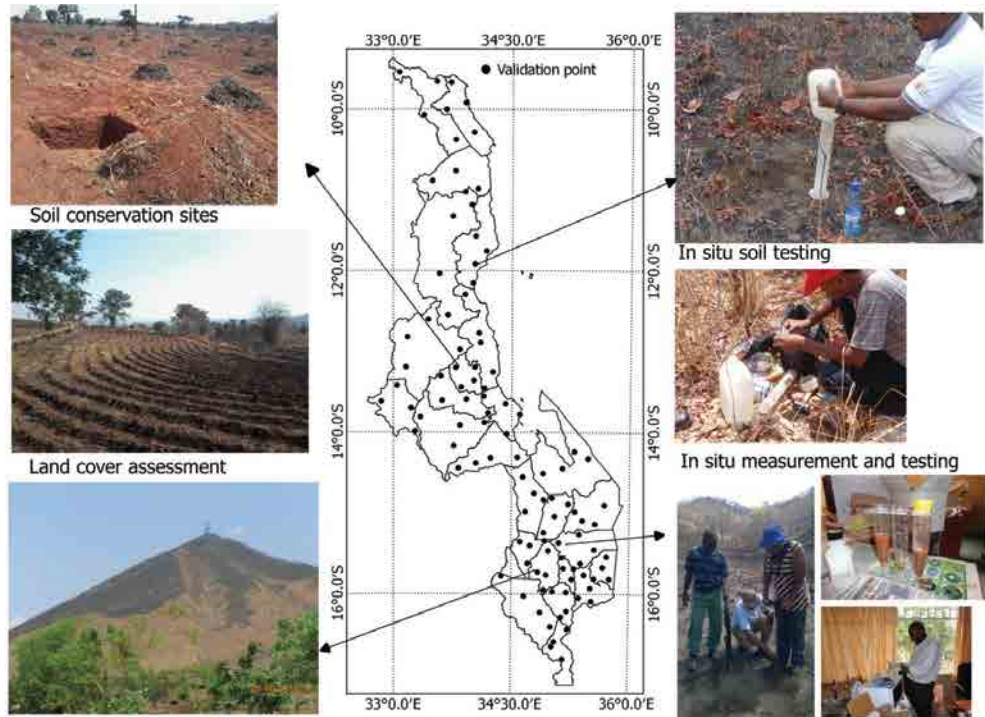 33°0.0'E 34°30.0'E 36°0.0'E
Validation point
10°0.0'S 10°0.0'S
Soil conservation sites
In situ soil testing
12°0.0'S 12°0.0'S
14°0.0'S 14°0.0'S
Land cover assessment
In situ measurement and testing
16°0.0'S 16°0.0'S
33°0.0'E 34°30.0'E 36°0.0'E